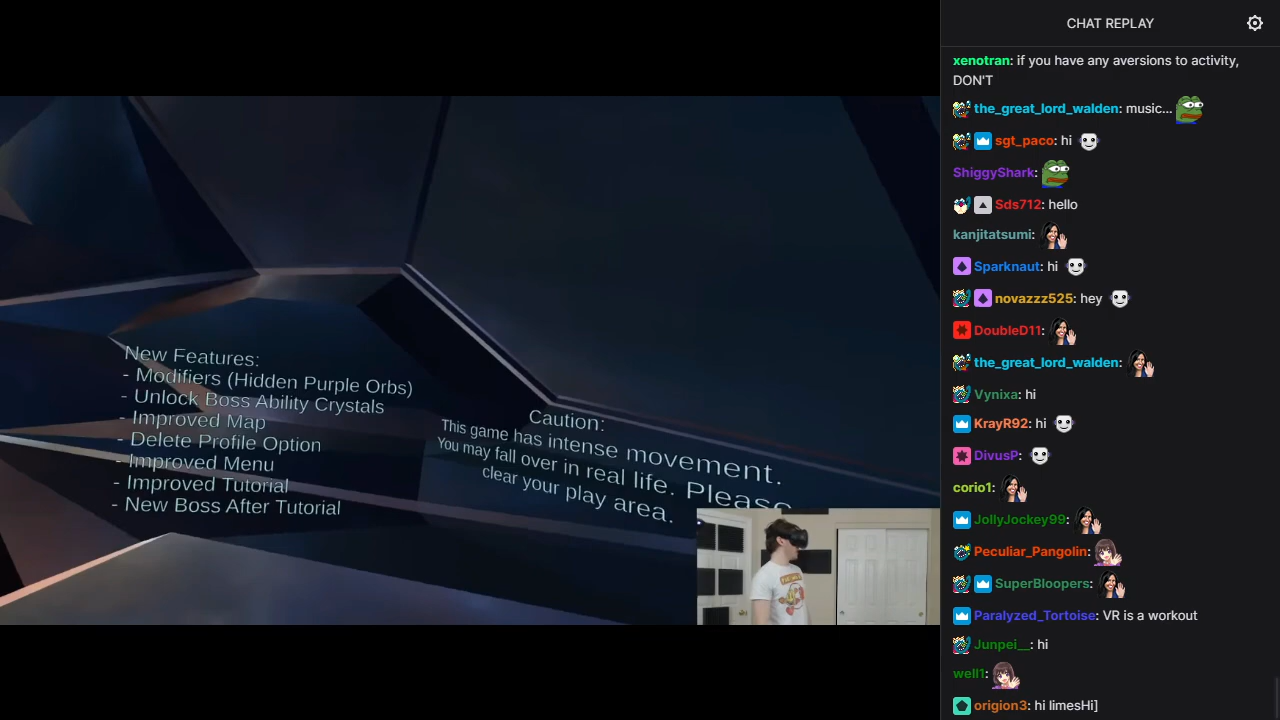 CHAT REPLAY
xenotran: if you have any aversions to activity,
DON'T
the_great_lord_walden: music...
sgt_paco: hi
ShiggyShark:
Sds712: hello
kanjitatsumi:
Sparknaut: hi
novazzz525: hey
DoubleD11:
the_great_lord_walden:
Vynixa: hi
KrayR92: hi
DivusP:
corio1:
JollyJockey99:
Peculiar_Pangolin:
SuperBloopers:
Paralyzed_Tortoise: VR is a workout
Junpei__: hi
well1:
origion3: hi limesHi]
New Features:
- Modifiers (Hidden Purple Orbs)
- Unlock Boss Ability Crystals
- Improved Map
- Delete Profile Option
- Improved Menu
- Improved Tutorial
- New Boss After Tutorial
Caution:
This game has intense movement.
You may fall over in real life. Please
clear your play area.